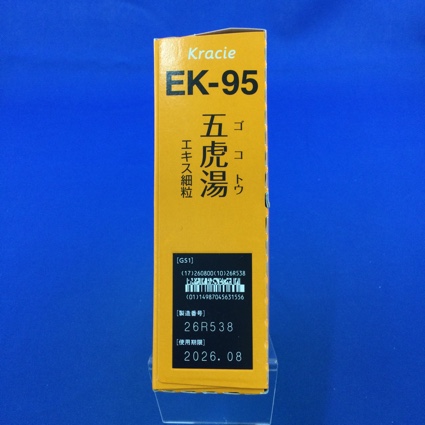 Kracie
EK-95
五虎湯
ゴコトウ
エキス細粒
[GS1]
(17)260800(10)26R538
(01)14987045631556
[製造番号]
26R538
[使用期限]
2026.08